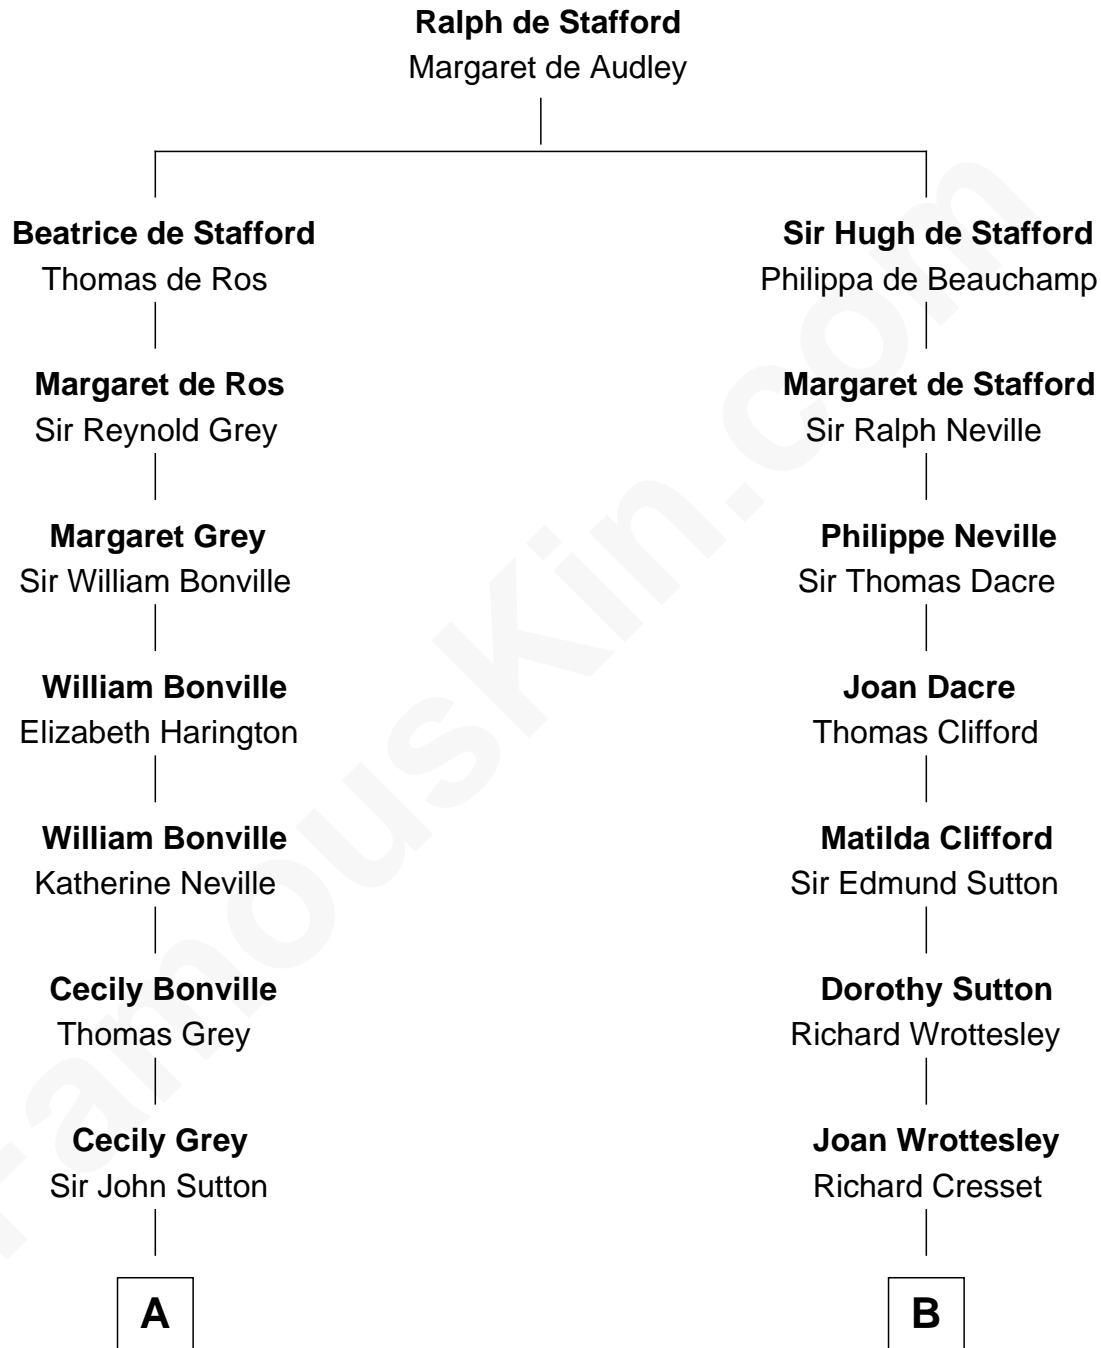 Ralph de Stafford
Margaret de Audley
Beatrice de Stafford
Thomas de Ros
Margaret de Ros
Sir Reynold Grey
Margaret Grey
Sir William Bonville
William Bonville
Elizabeth Harington
William Bonville
Katherine Neville
Cecily Bonville
Thomas Grey
Cecily Grey
Sir John Sutton
A
Sir Hugh de Stafford
Philippa de Beauchamp
Margaret de Stafford
Sir Ralph Neville
Philippe Neville
Sir Thomas Dacre
Joan Dacre
Thomas Clifford
Matilda Clifford
Sir Edmund Sutton
Dorothy Sutton
Richard Wrottesley
Joan Wrottesley
Richard Cresset
B
FamousKin.com